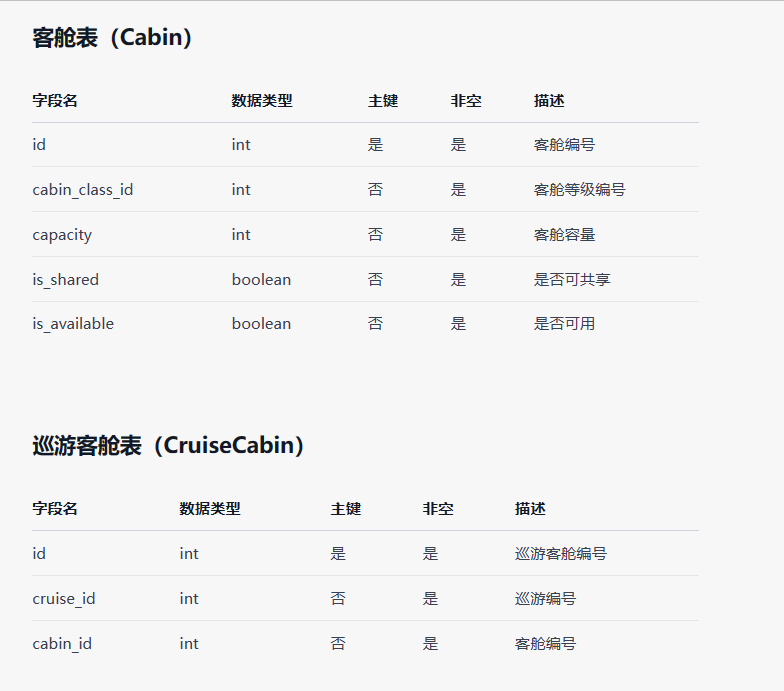 客舱表（Cabin）
字段名 数据类型 主键 非空 描述
id int 是 是 客舱编号
cabin_class_id int 否 是 客舱等级编号
capacity int 否 是 客舱容量
is_shared boolean 否 是 是否可共享
is_available boolean 否 是 是否可用
巡游客舱表（CruiseCabin）
字段名 数据类型 主键 非空 描述
id int 是 是 巡游客舱编号
cruise_id int 否 是 巡游编号
cabin_id int 否 是 客舱编号